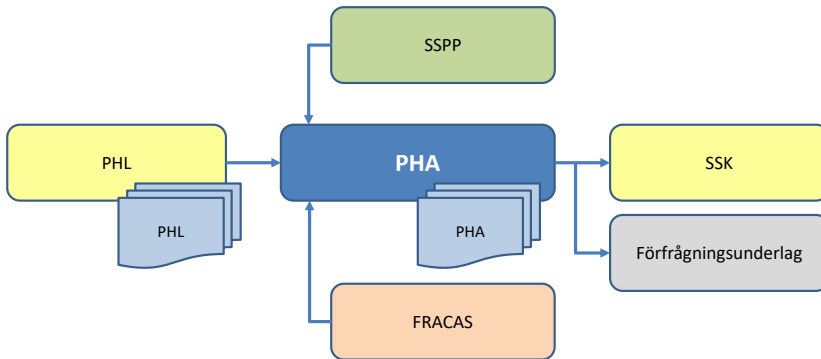 SSPP
PHL
PHA
SSK
PHL
PHA
Förfrågningsunderlag
FRACAS